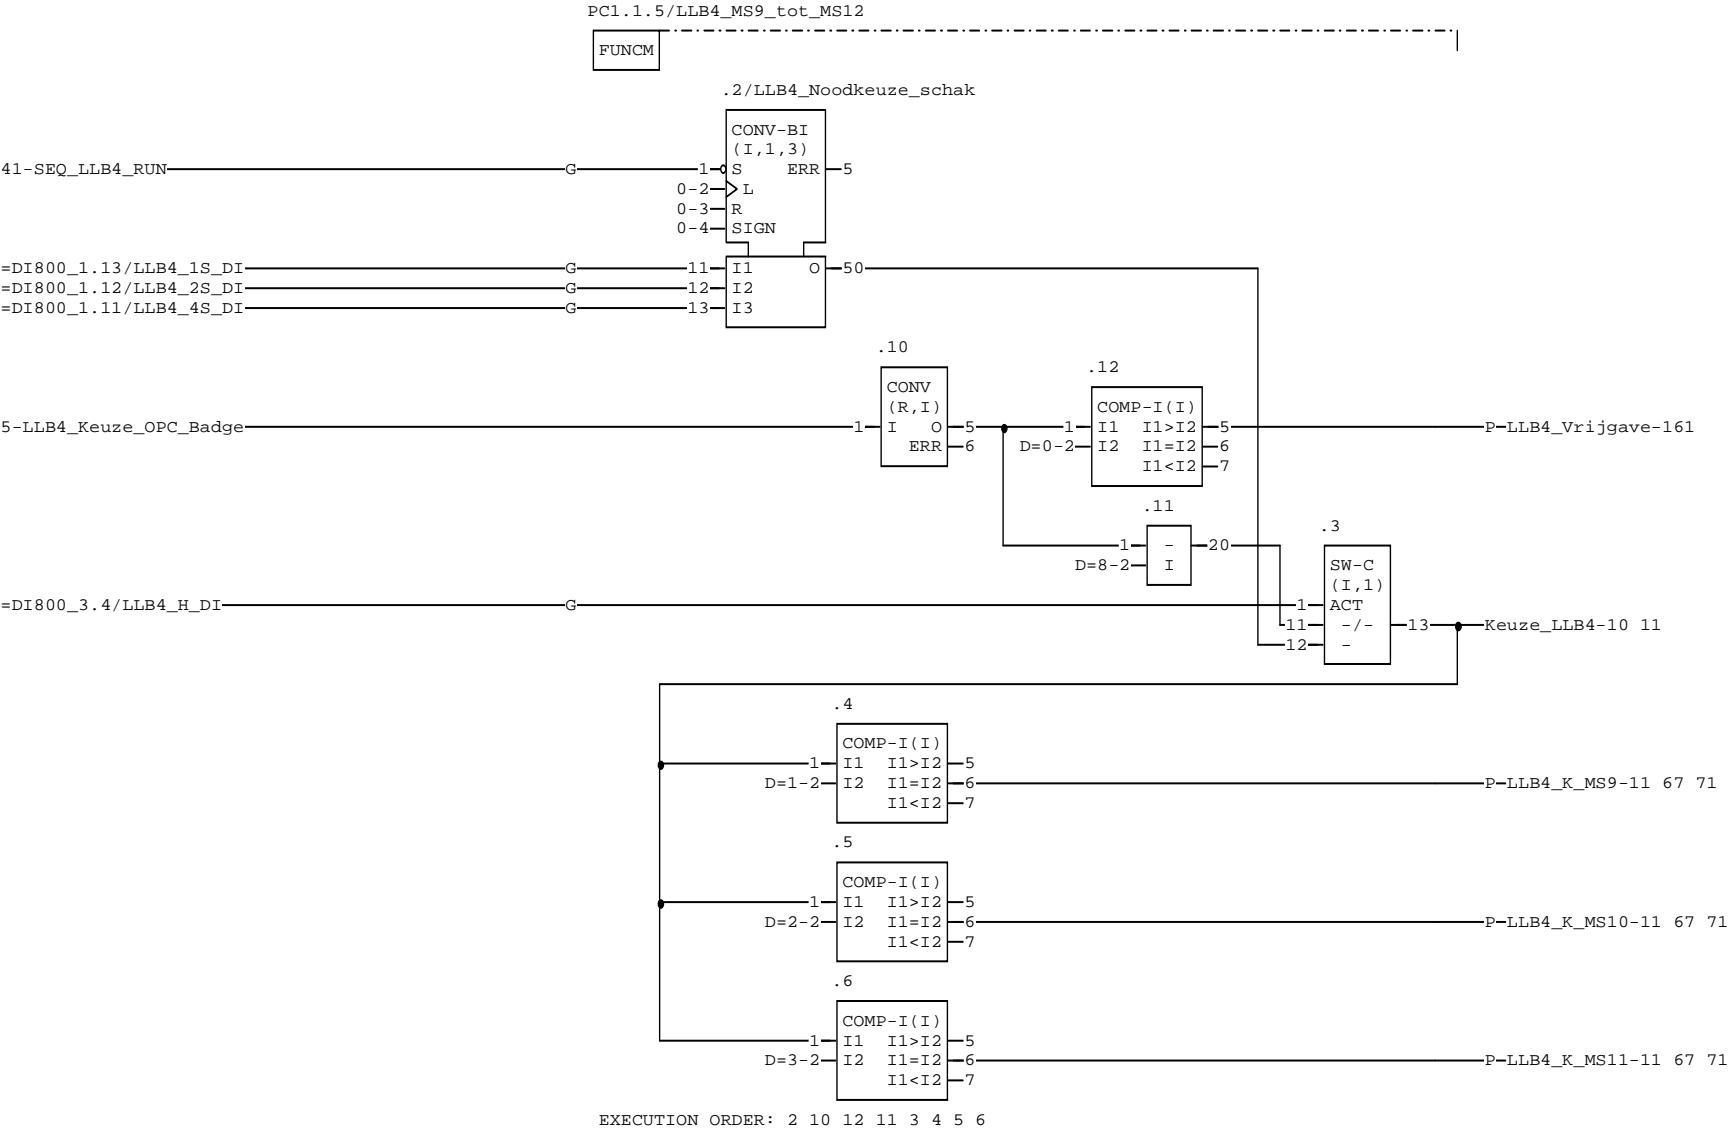 PC1.1.5/LLB4_MS9_tot_MS12
FUNCM
.2/LLB4_Noodkeuze_schak
CONV-BI
(I,1,3)
41-SEQ_LLB4_RUN G 1 S ERR 5
0-2 L
0-3 R
0-4 SIGN
=DI800_1.13/LLB4_1S_DI G 11 I1 O 50
=DI800_1.12/LLB4_2S_DI G 12 I2
=DI800_1.11/LLB4_4S_DI G 13 I3
.10
.12
CONV
(R,I) COMP-I(I)
5-LLB4_Keuze_OPC_Badge 1 I O 5 1 I1 I1>I2 5 P-LLB4_Vrijgave-161
ERR 6 D=0-2 I2 I1=I2 6
I1<I2 7
.11
.3
1 - 20
D=8-2 I SW-C
(I,1)
=DI800_3.4/LLB4_H_DI G 1 ACT
11 -/- 13 Keuze_LLB4-10 11
12 -
.4
COMP-I(I)
1 I1 I1>I2 5
D=1-2 I2 I1=I2 6 P-LLB4_K_MS9-11 67 71
I1<I2 7
.5
COMP-I(I)
1 I1 I1>I2 5
D=2-2 I2 I1=I2 6 P-LLB4_K_MS10-11 67 71
I1<I2 7
.6
COMP-I(I)
1 I1 I1>I2 5
D=3-2 I2 I1=I2 6 P-LLB4_K_MS11-11 67 71
I1<I2 7
EXECUTION ORDER: 2 10 12 11 3 4 5 6